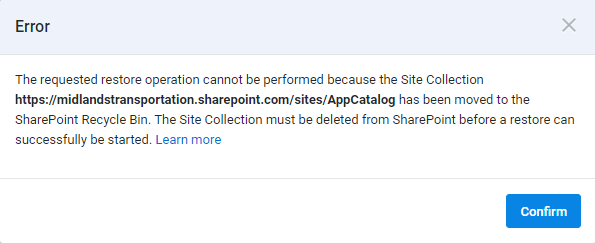 Error
The requested restore operation cannot be performed because the Site Collection
https://midlandstransportation.sharepoint.com/sites/AppCatalog has been moved to the
SharePoint Recycle Bin. The Site Collection must be deleted from SharePoint before a restore can
successfully be started. Learn more
Confirm